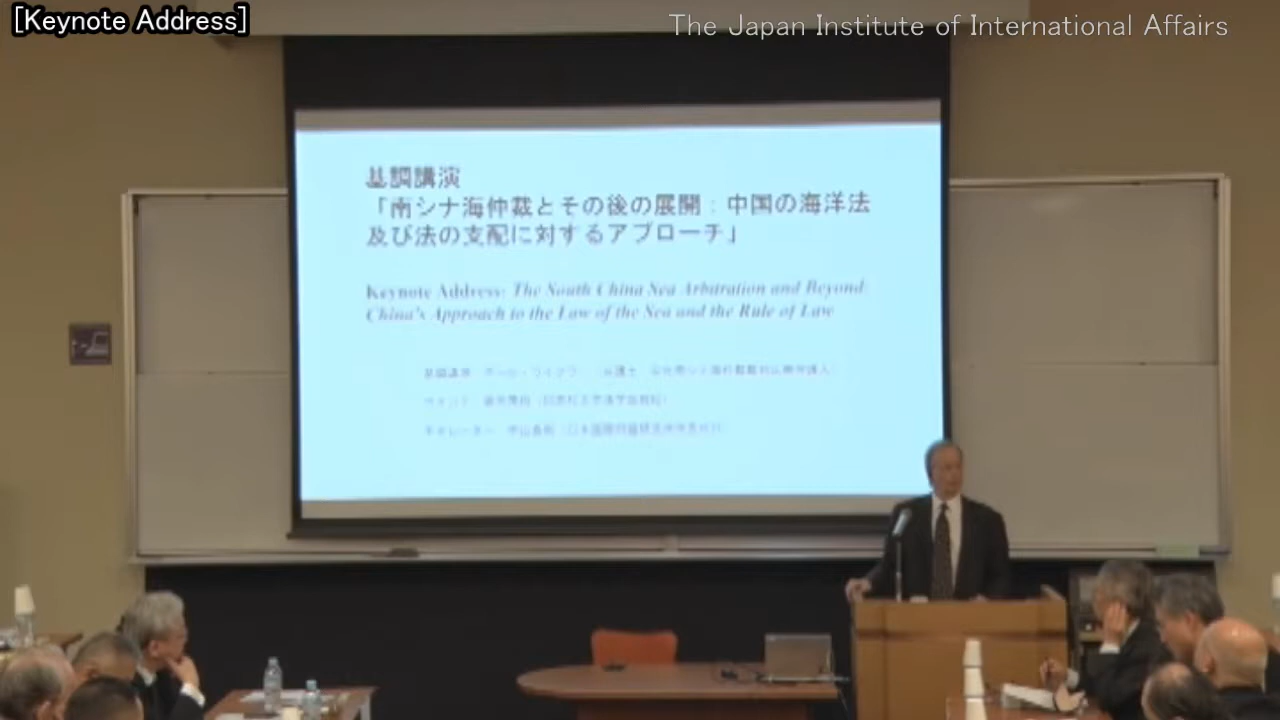 [Keynote Address]
The Japan Institute of International Affairs
基調講演
「南シナ海仲裁とその後の展開：中国の海洋法
及び法の支配に対するアプローチ」
Keynote Address: The South China Sea Arbitration and Beyond:
China's Approach to the Law of the Sea and the Rule of Law